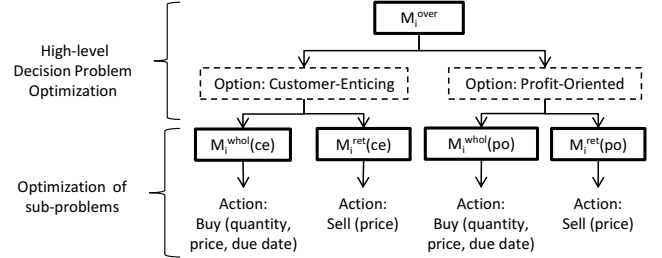 M_i^over
High-level
Decision Problem
Optimization
Option: Customer-Enticing
Option: Profit-Oriented
M_i^whol(ce)
M_i^ret(ce)
M_i^whol(po)
M_i^ret(po)
Optimization of
sub-problems
Action:
Buy (quantity,
price, due date)
Action:
Sell (price)
Action:
Buy (quantity,
price, due date)
Action:
Sell (price)